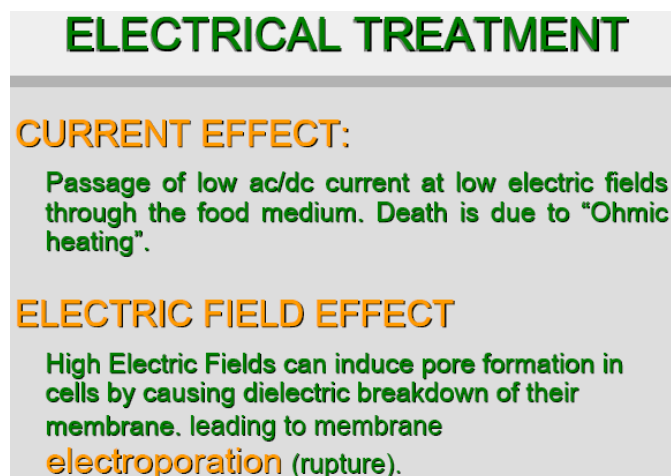 ELECTRICAL TREATMENT
CURRENT EFFECT:
Passage of low ac/dc current at low electric fields
through the food medium. Death is due to “Ohmic
heating”.
ELECTRIC FIELD EFFECT
High Electric Fields can induce pore formation in
cells by causing dielectric breakdown of their
membrane. leading to membrane
electroporation (rupture).